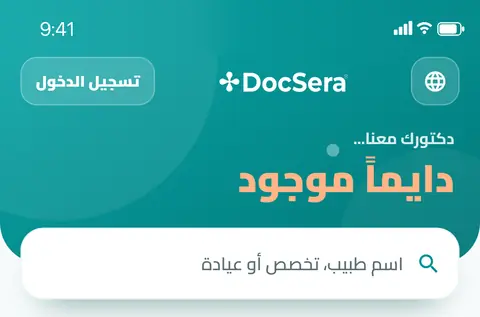 9:41
تسجيل الدخول
DocSera
دكتورك معنا...
دايماً موجود
اسم طبيب، تخصص أو عيادة